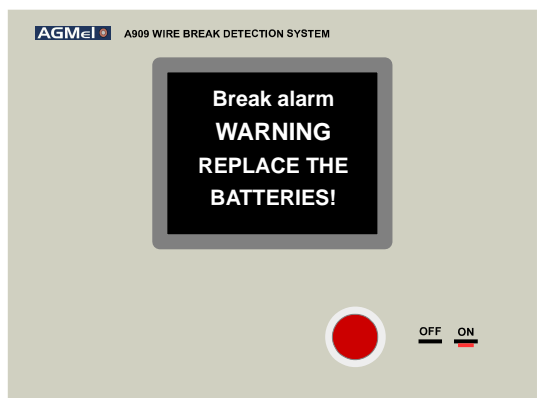 AGMel A909 WIRE BREAK DETECTION SYSTEM
Break alarm
WARNING
REPLACE THE
BATTERIES!
OFF ON